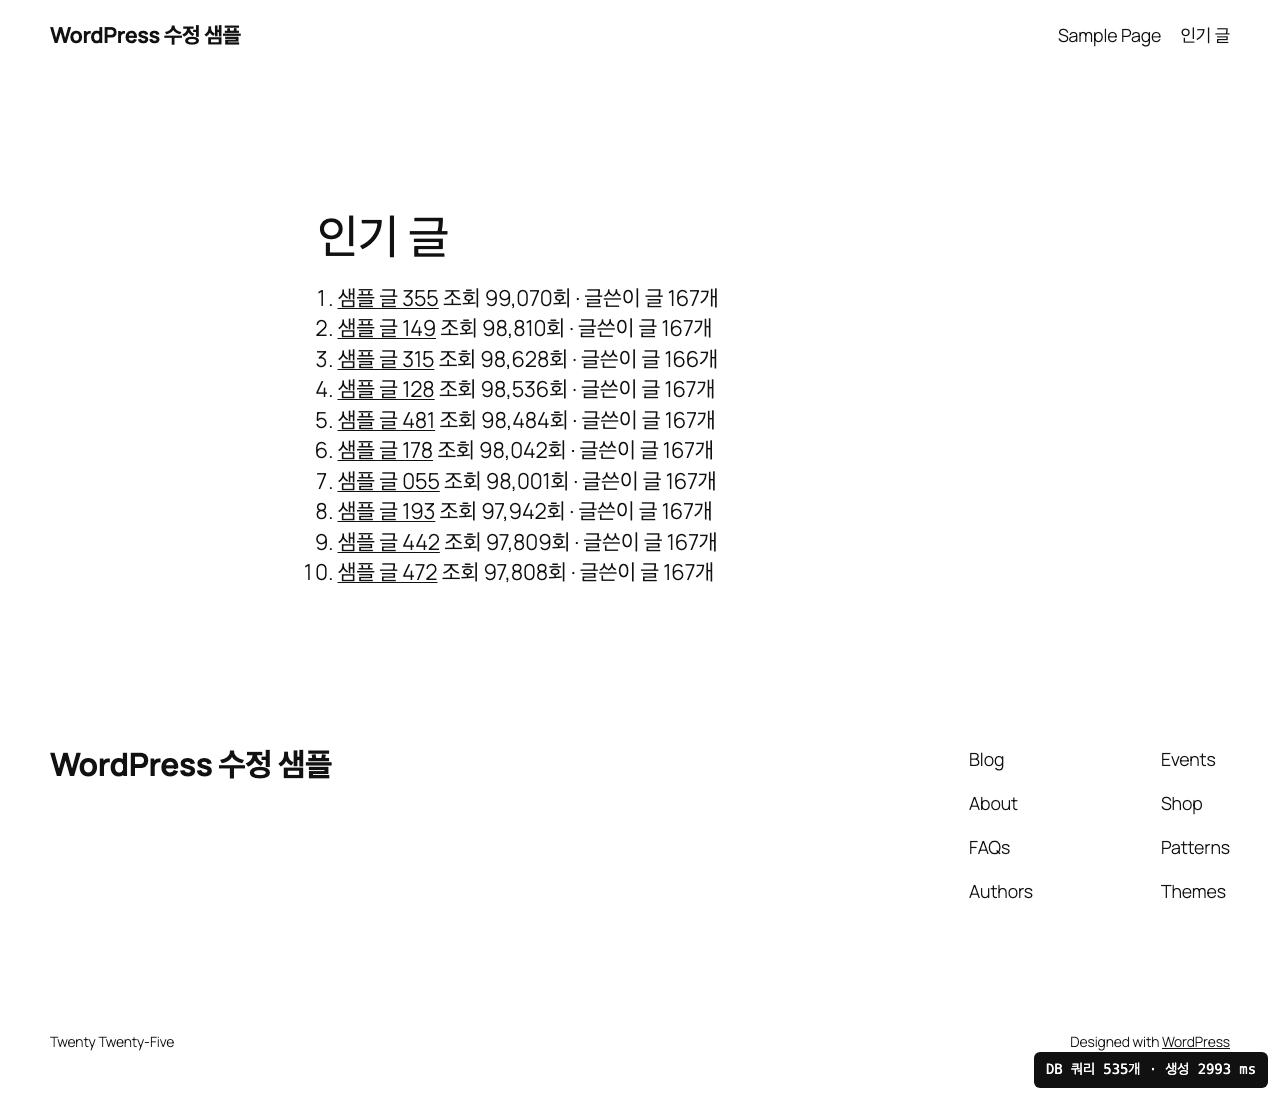 WordPress 수정 샘플
Sample Page 인기 글
인기 글
1. 샘플 글 355 조회 99,070회 · 글쓴이 글 167개
2. 샘플 글 149 조회 98,810회 · 글쓴이 글 167개
3. 샘플 글 315 조회 98,628회 · 글쓴이 글 166개
4. 샘플 글 128 조회 98,536회 · 글쓴이 글 167개
5. 샘플 글 481 조회 98,484회 · 글쓴이 글 167개
6. 샘플 글 178 조회 98,042회 · 글쓴이 글 167개
7. 샘플 글 055 조회 98,001회 · 글쓴이 글 167개
8. 샘플 글 193 조회 97,942회 · 글쓴이 글 167개
9. 샘플 글 442 조회 97,809회 · 글쓴이 글 167개
10. 샘플 글 472 조회 97,808회 · 글쓴이 글 167개
WordPress 수정 샘플
Blog
About
FAQs
Authors
Events
Shop
Patterns
Themes
Twenty Twenty-Five
Designed with WordPress
DB 쿼리 535개 · 생성 2993 ms